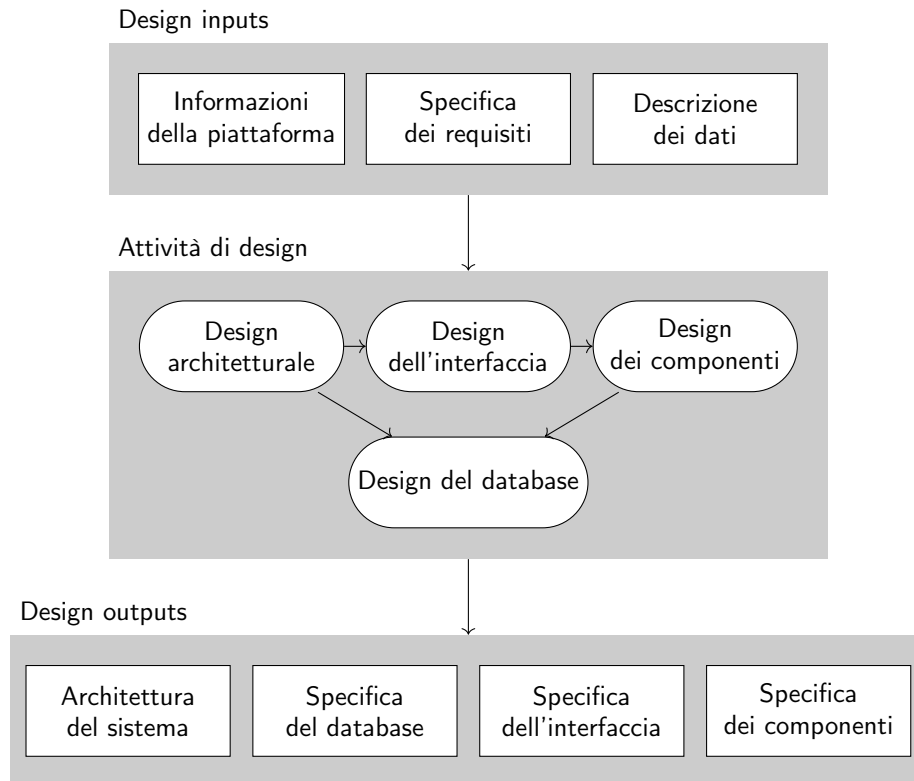 Design inputs
Informazioni
della piattaforma
Specifica
dei requisiti
Descrizione
dei dati
Attività di design
Design
architetturale
Design
dell'interfaccia
Design
dei componenti
Design del database
Design outputs
Architettura
del sistema
Specifica
del database
Specifica
dell'interfaccia
Specifica
dei componenti